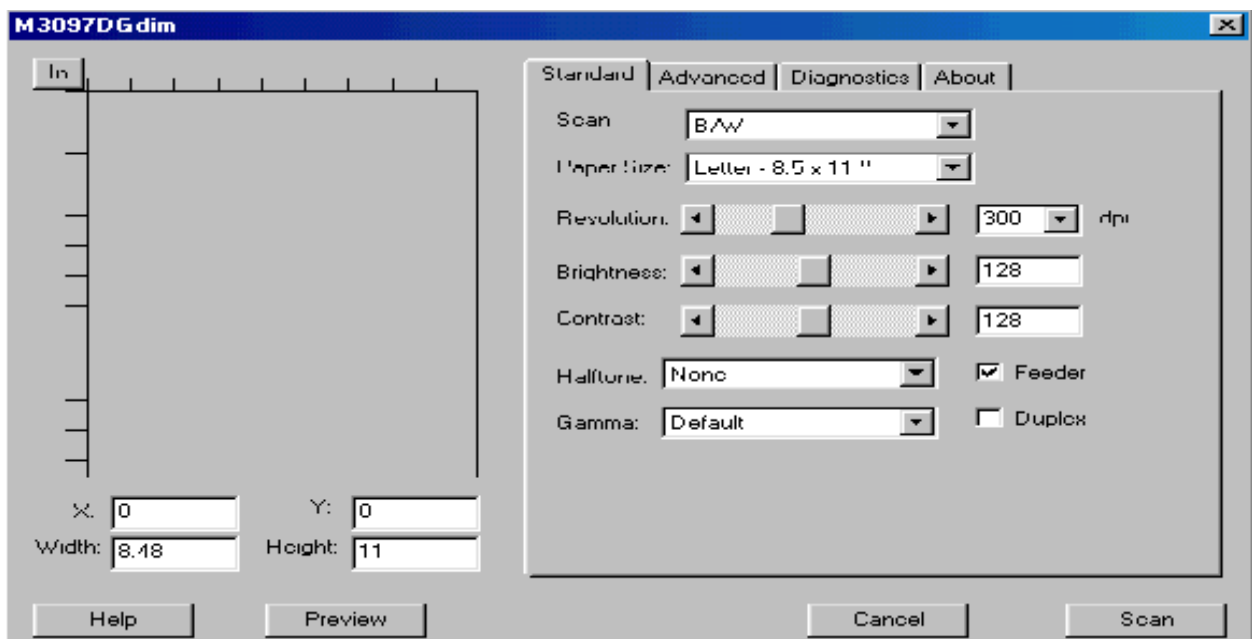 M3097DGdim
In
Standard Advanced Diagnostics About
Scan B/W
Paper Size: Letter - 8.5 x 11 "
Resolution: 300 dpi
Brightness: 128
Contrast: 128
Halftone: None Feeder
Gamma: Default Duplex
X: 0 Y: 0
Width: 8.48 Height: 11
Help Preview Cancel Scan